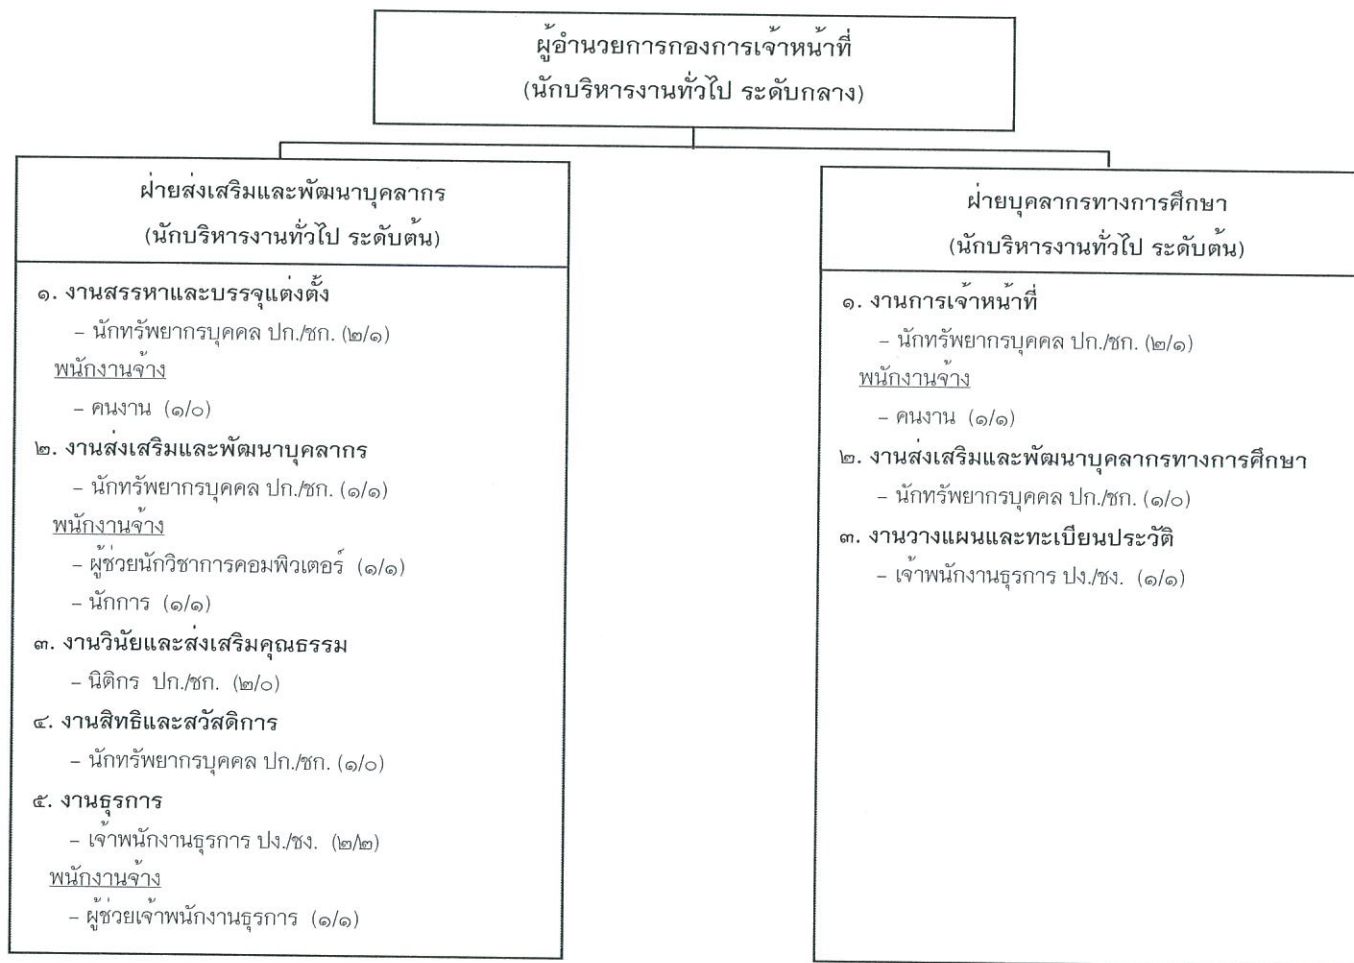 ผู้อำนวยการกองการเจ้าหน้าที่
(นักบริหารงานทั่วไป ระดับกลาง)
ฝ่ายส่งเสริมและพัฒนาบุคลากร
(นักบริหารงานทั่วไป ระดับต้น)
๑. งานสรรหาและบรรจุแต่งตั้ง
– นักทรัพยากรบุคคล ปก./ชก. (๒/๑)
พนักงานจ้าง
– คนงาน (๑/๐)
๒. งานส่งเสริมและพัฒนาบุคลากร
– นักทรัพยากรบุคคล ปก./ชก. (๑/๑)
พนักงานจ้าง
– ผู้ช่วยนักวิชาการคอมพิวเตอร์ (๑/๑)
– นักการ (๑/๑)
๓. งานวินัยและส่งเสริมคุณธรรม
– นิติกร ปก./ชก. (๒/๐)
๔. งานสิทธิและสวัสดิการ
– นักทรัพยากรบุคคล ปก./ชก. (๑/๐)
๕. งานธุรการ
– เจ้าพนักงานธุรการ ปง./ชง. (๒/๒)
พนักงานจ้าง
– ผู้ช่วยเจ้าพนักงานธุรการ (๑/๑)
ฝ่ายบุคลากรทางการศึกษา
(นักบริหารงานทั่วไป ระดับต้น)
๑. งานการเจ้าหน้าที่
– นักทรัพยากรบุคคล ปก./ชก. (๒/๑)
พนักงานจ้าง
– คนงาน (๑/๑)
๒. งานส่งเสริมและพัฒนาบุคลากรทางการศึกษา
– นักทรัพยากรบุคคล ปก./ชก. (๑/๐)
๓. งานวางแผนและทะเบียนประวัติ
– เจ้าพนักงานธุรการ ปง./ชง. (๑/๑)